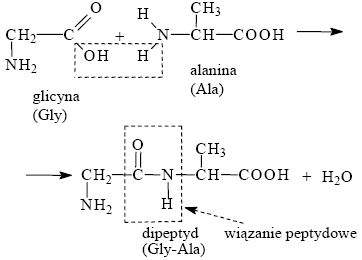 O
CH2—C
OH
NH2
glicyna
(Gly)
+
H
H
N—CH—COOH
CH3
alanina
(Ala)
O CH3
CH2—C—N—CH—COOH + H2O
NH2 H
dipeptyd wiązanie peptydowe
(Gly-Ala)